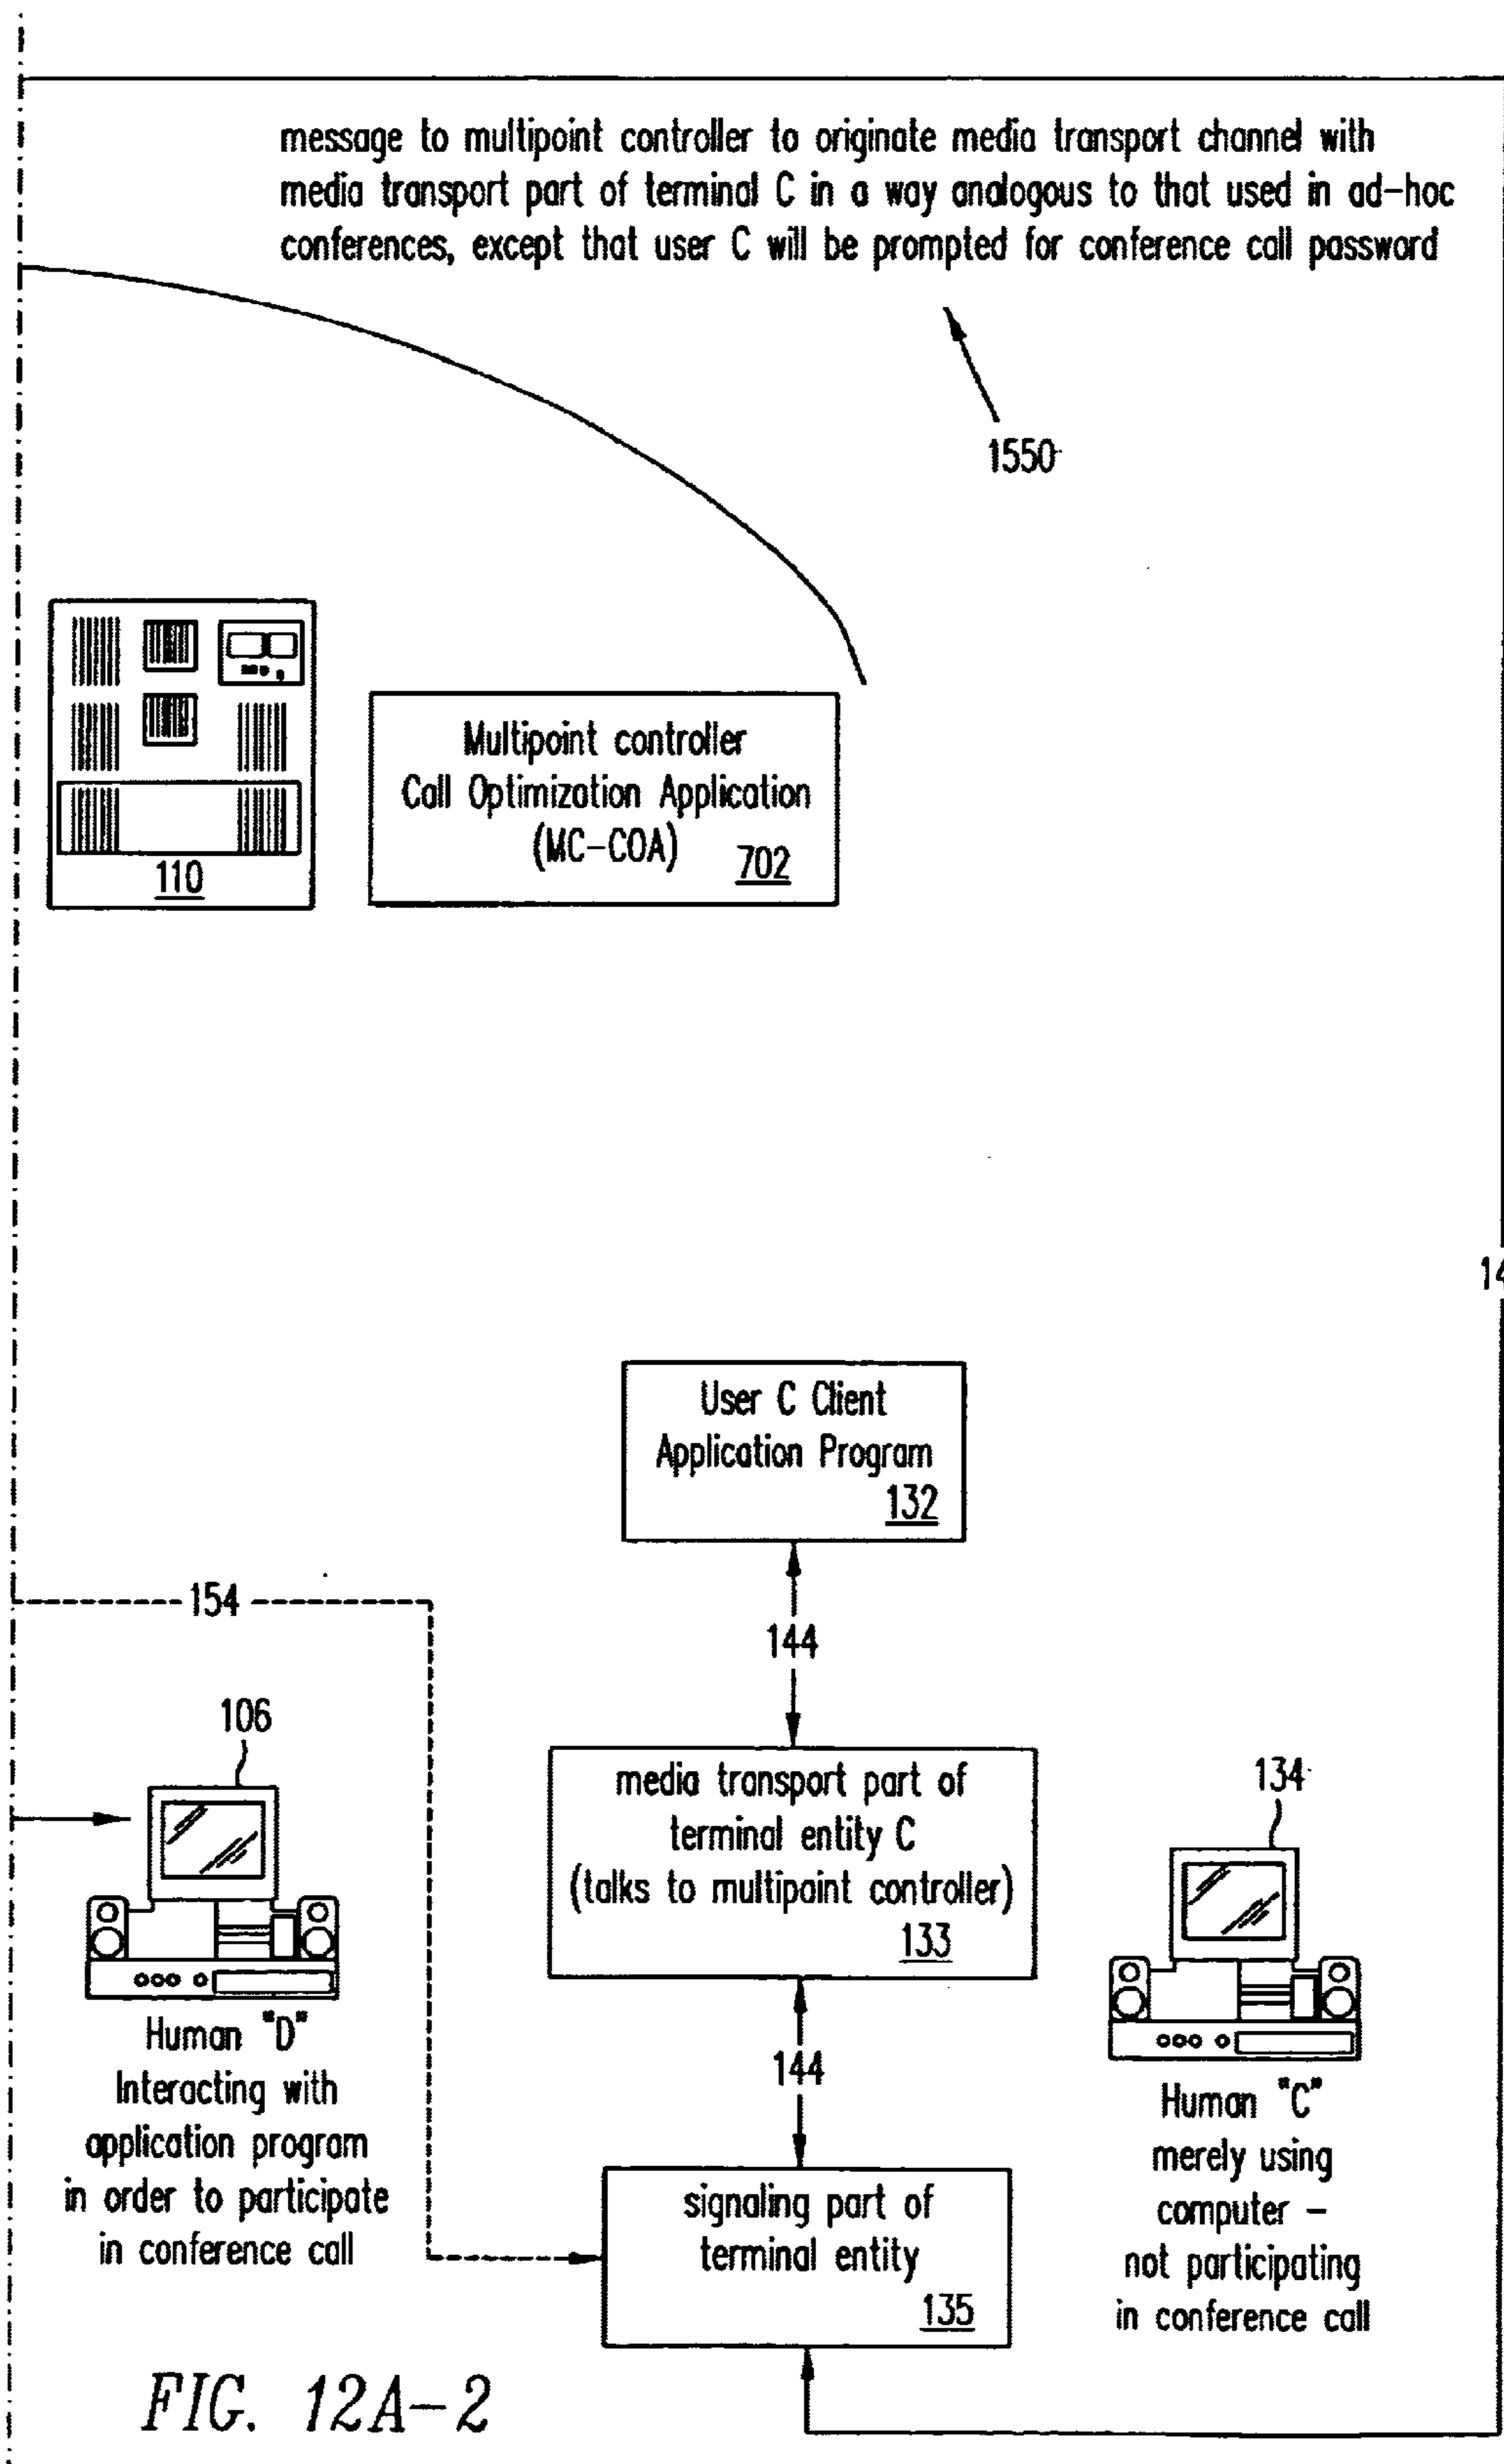 message to multipoint controller to originate media transport channel with
media transport part of terminal C in a way analogous to that used in ad-hoc
conferences, except that user C will be prompted for conference call password
1550
110
Multipoint controller
Call Optimization Application
(MC-COA) 702
14
User C Client
Application Program
132
154
144
106
media transport part of
terminal entity C
(talks to multipoint controller)
133
134
Human "D"
Interacting with
application program
in order to participate
in conference call
144
Human "C"
merely using
computer –
not participating
in conference call
signaling part of
terminal entity
135
FIG. 12A-2